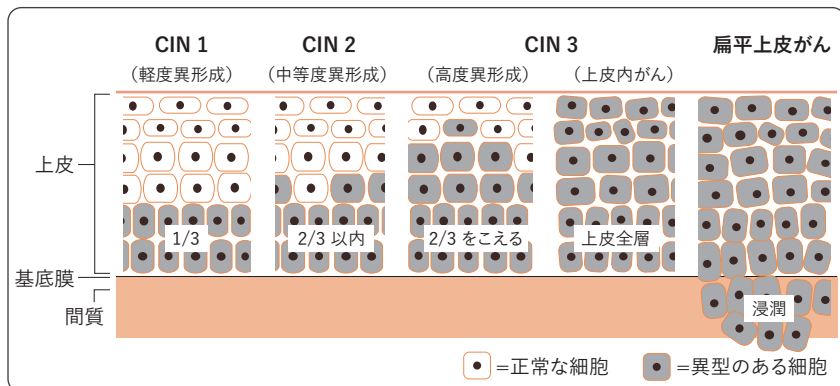 CIN 1
CIN 2
CIN 3
扁平上皮がん
（軽度異形成）
（中等度異形成）
（高度異形成）
（上皮内がん）
上皮
1/3
2/3 以内
2/3 をこえる
上皮全層
基底膜
間質
浸潤
=正常な細胞
=異型のある細胞